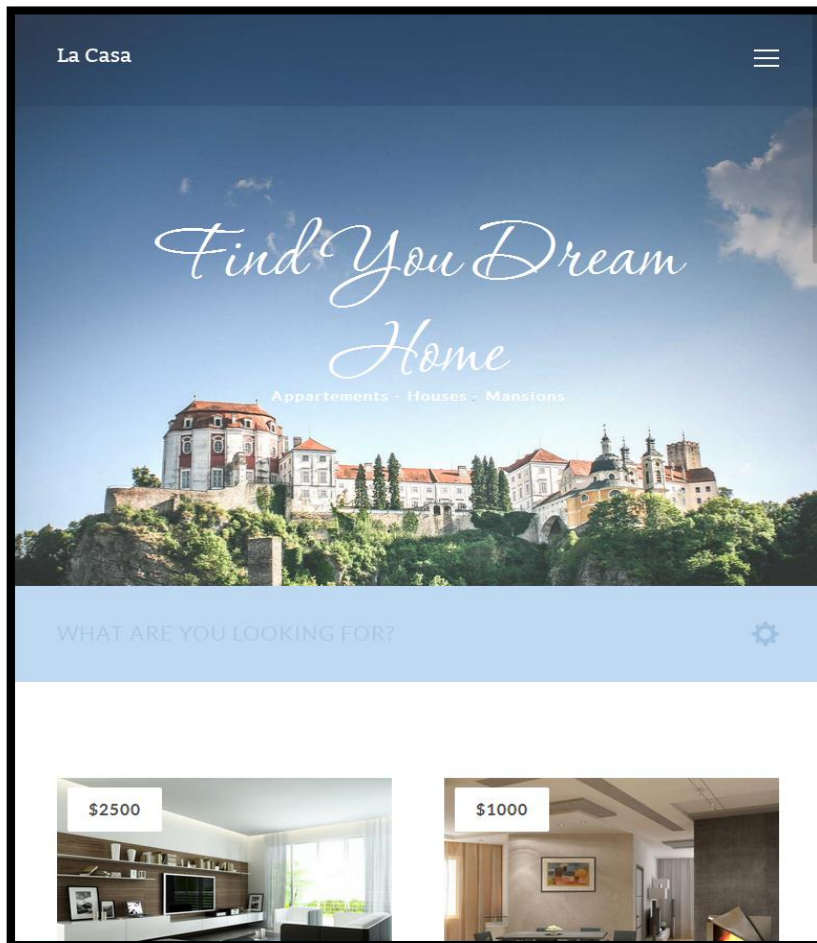 La Casa
Find You Dream
Home
Appartements - Houses - Mansions
WHAT ARE YOU LOOKING FOR?
$2500
$1000